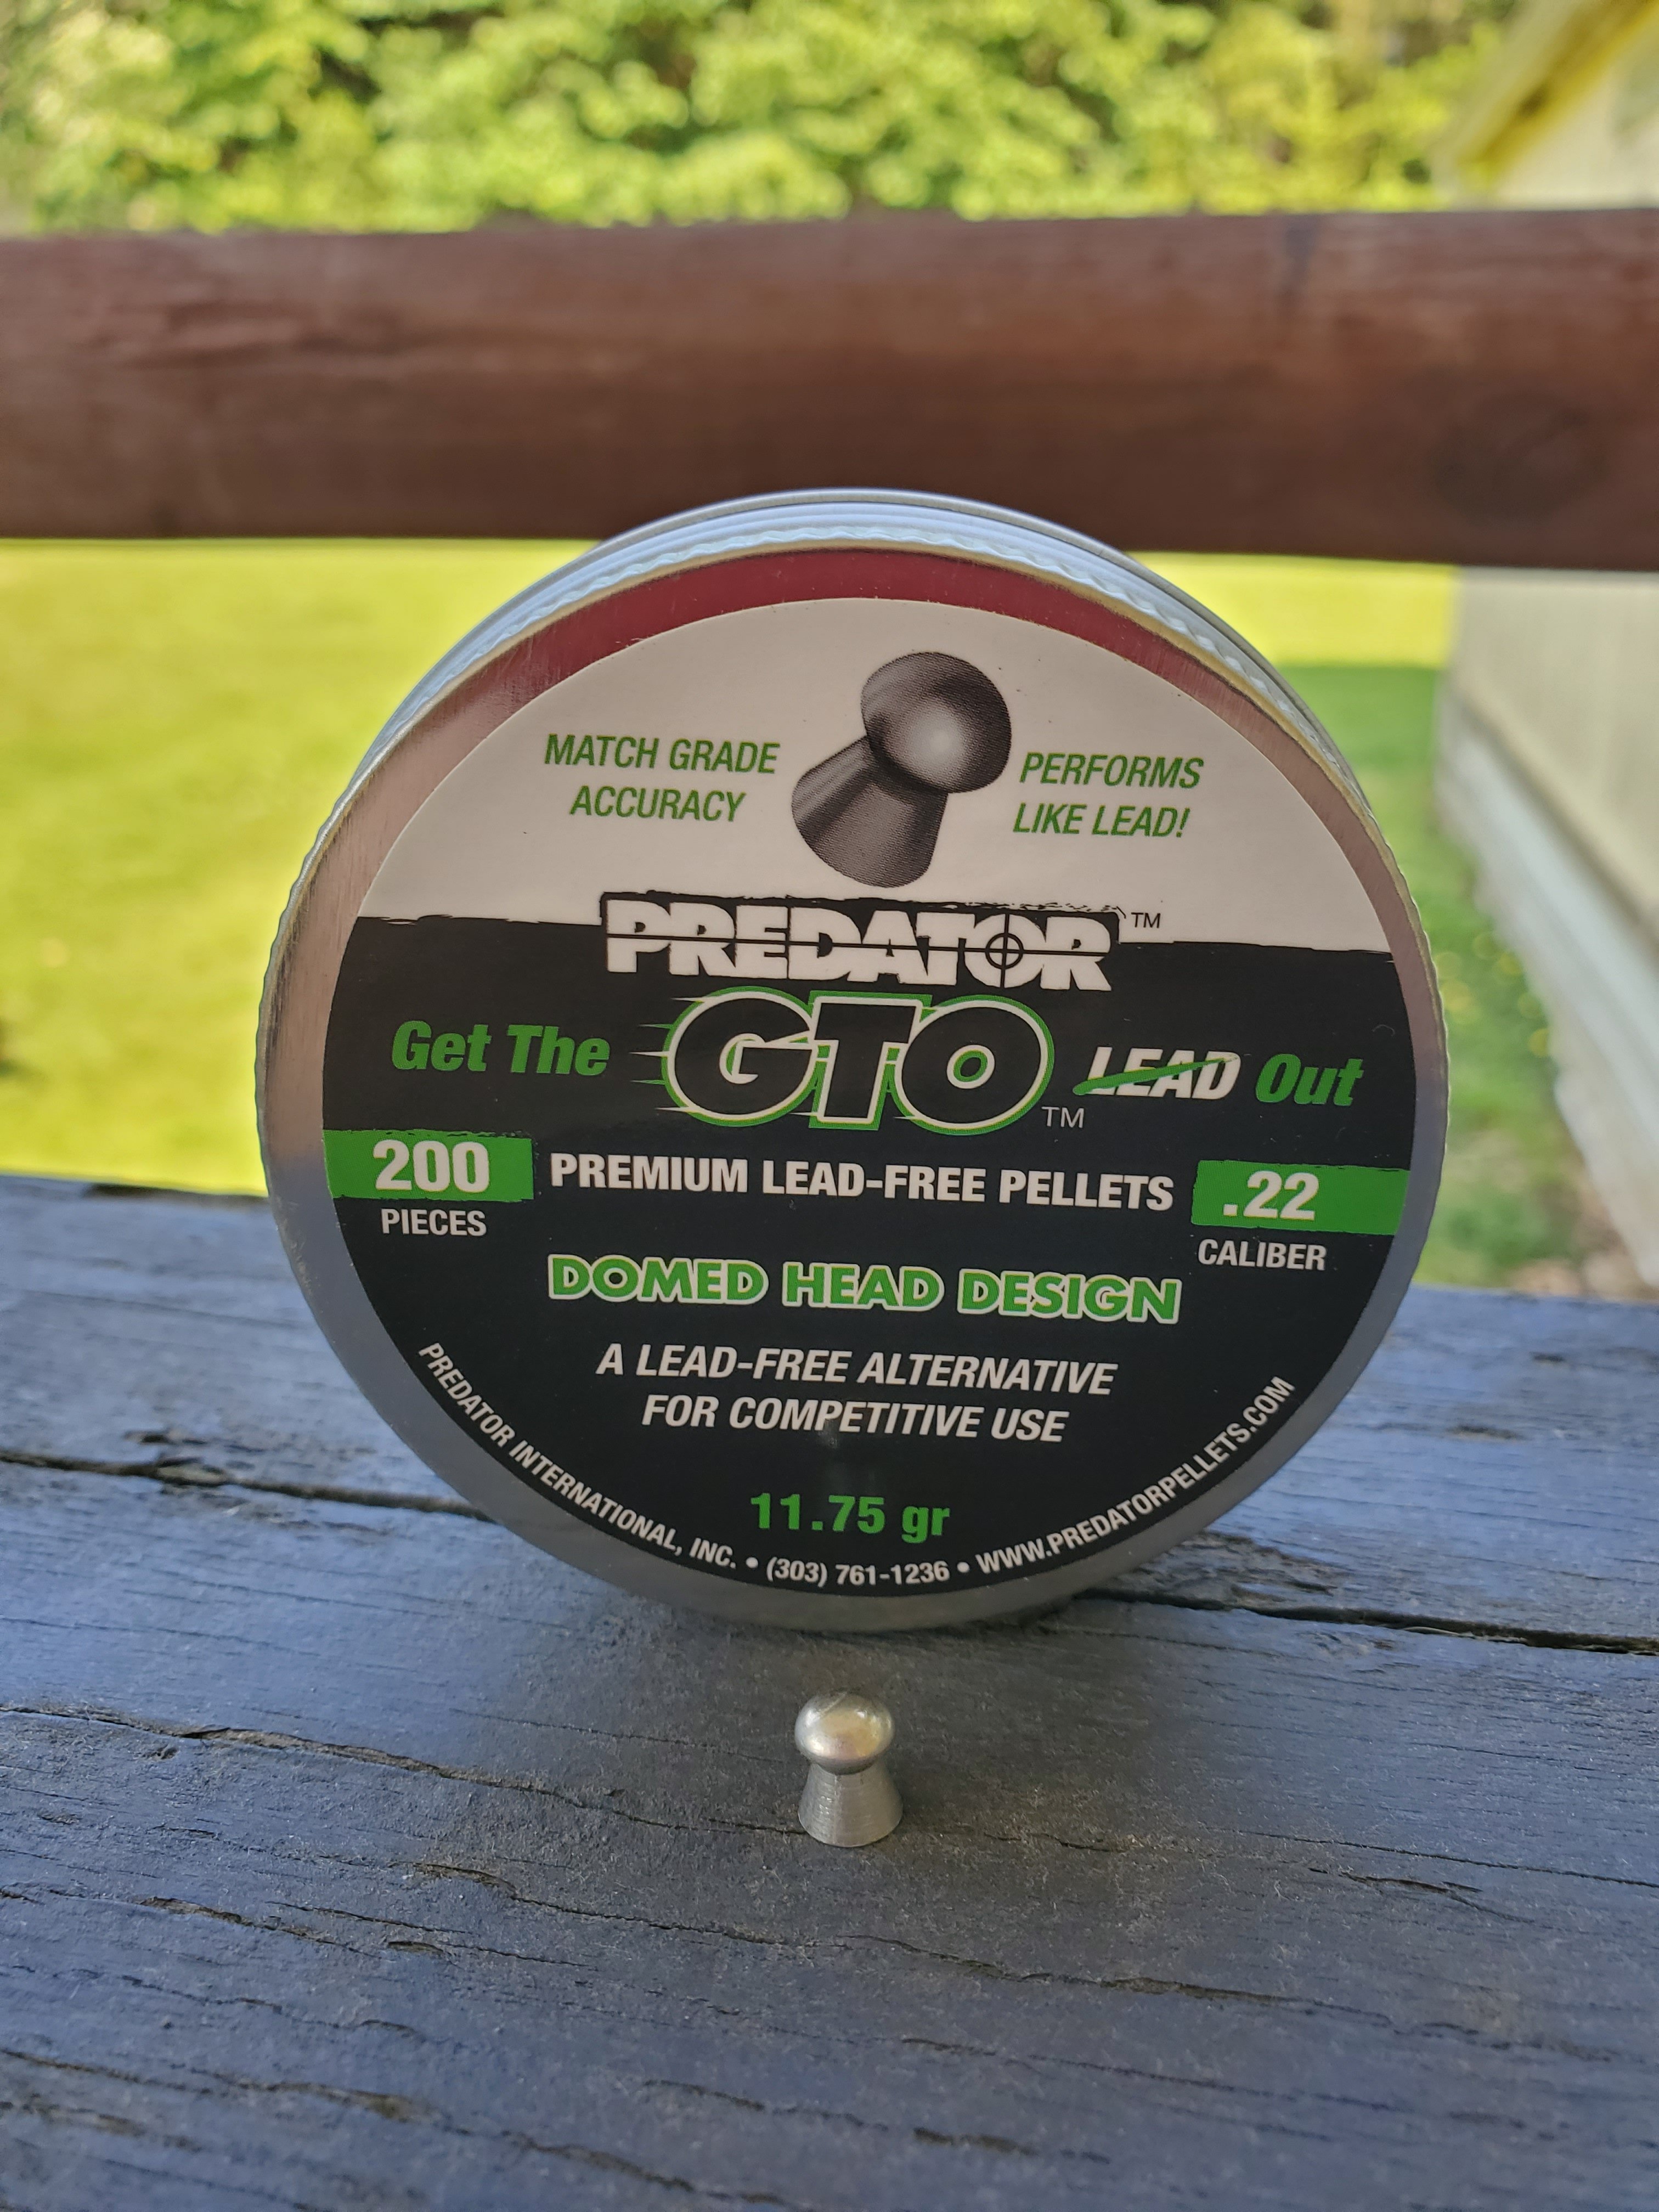 MATCH GRADE
ACCURACY
PERFORMS
LIKE LEAD!
PREDATOR™
Get The GTO™ LEAD Out
200
PIECES
PREMIUM LEAD-FREE PELLETS
.22
CALIBER
DOMED HEAD DESIGN
A LEAD-FREE ALTERNATIVE
FOR COMPETITIVE USE
11.75 gr
PREDATOR INTERNATIONAL, INC. • (303) 761-1236 • WWW.PREDATORPELLETS.COM